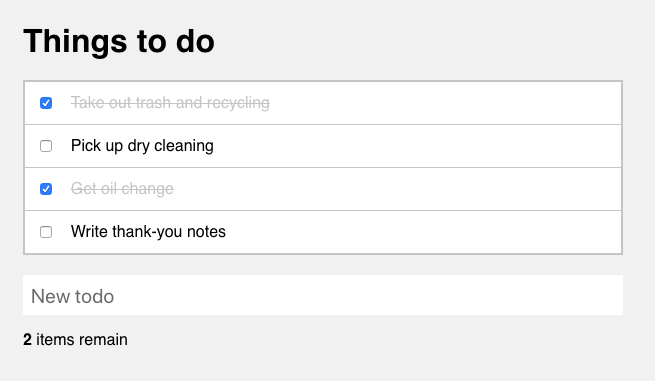 Things to do
Take out trash and recycling
Pick up dry cleaning
Get oil change
Write thank-you notes
New todo
2 items remain